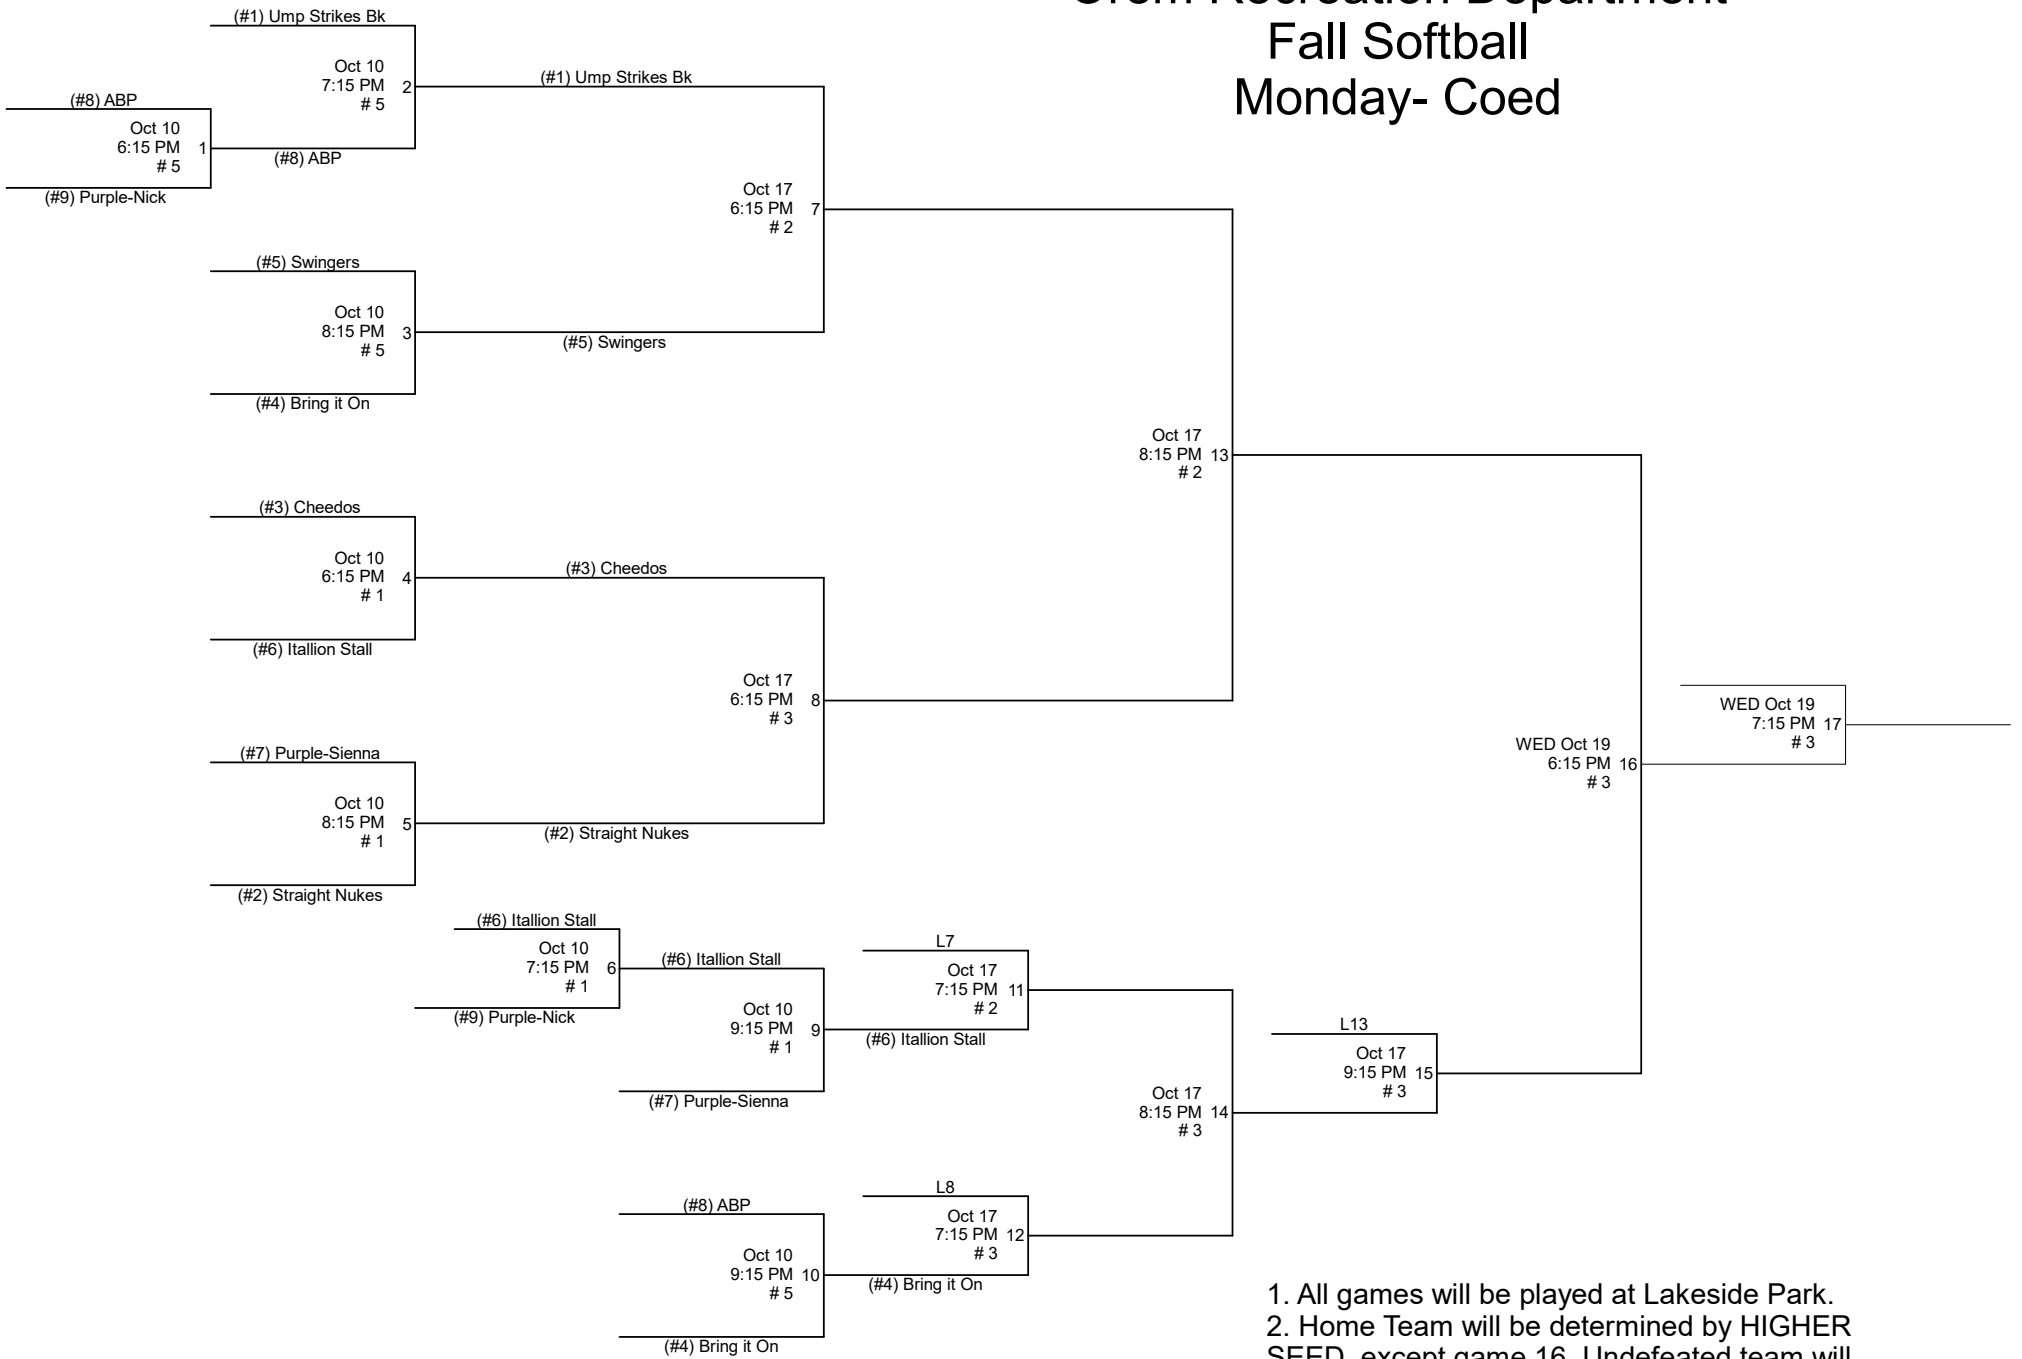 Orem Recreation Department
Fall Softball
Monday- Coed
(#1) Ump Strikes Bk
Oct 10
7:15 PM 2
# 5
(#1) Ump Strikes Bk
(#8) ABP
Oct 10
6:15 PM 1
# 5
(#8) ABP
(#9) Purple-Nick
Oct 17
6:15 PM 7
# 2
(#5) Swingers
Oct 10
8:15 PM 3
# 5
(#5) Swingers
(#4) Bring it On
Oct 17
8:15 PM 13
# 2
(#3) Cheedos
Oct 10
6:15 PM 4
# 1
(#3) Cheedos
(#6) Itallion Stall
Oct 17
6:15 PM 8
# 3
(#7) Purple-Sienna
Oct 10
8:15 PM 5
# 1
(#2) Straight Nukes
(#2) Straight Nukes
WED Oct 19
6:15 PM 16
# 3
WED Oct 19
7:15 PM 17
# 3
(#6) Itallion Stall
Oct 10
7:15 PM 6
# 1
(#9) Purple-Nick
(#6) Itallion Stall
Oct 10
9:15 PM 9
# 1
(#7) Purple-Sienna
L7
Oct 17
7:15 PM 11
# 2
(#6) Itallion Stall
L13
Oct 17
9:15 PM 15
# 3
Oct 17
8:15 PM 14
# 3
(#8) ABP
Oct 10
9:15 PM 10
# 5
(#4) Bring it On
L8
Oct 17
7:15 PM 12
# 3
(#4) Bring it On
1. All games will be played at Lakeside Park.
2. Home Team will be determined by HIGHER
SEED, except game 16. Undefeated team will